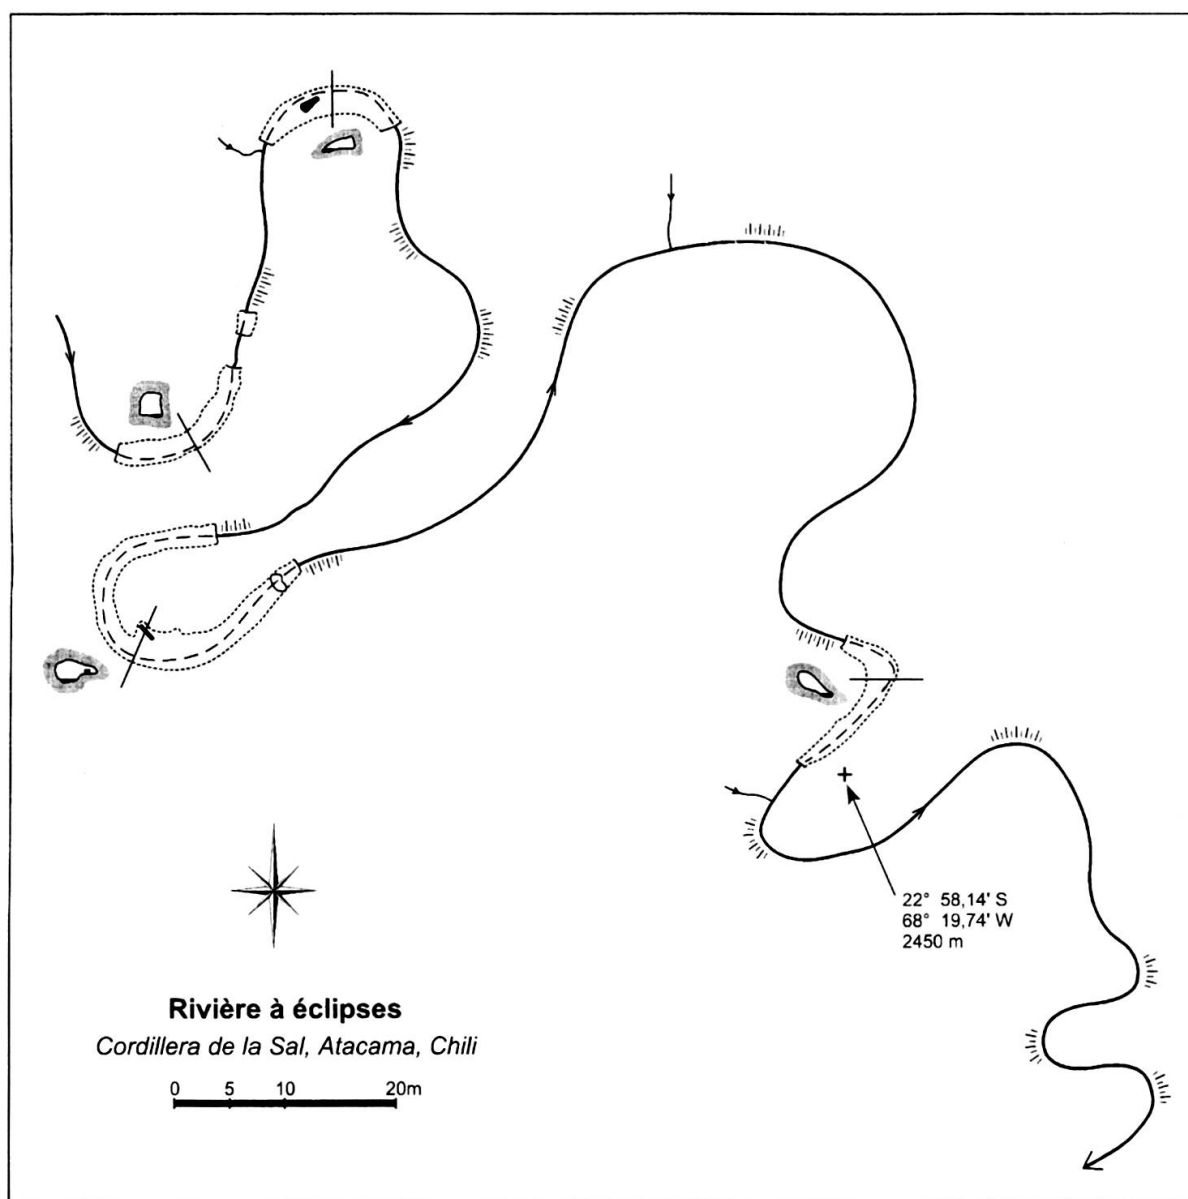 22° 58,14' S
68° 19,74' W
2450 m
Rivière à éclipses
Cordillera de la Sal, Atacama, Chili
0 5 10 20m